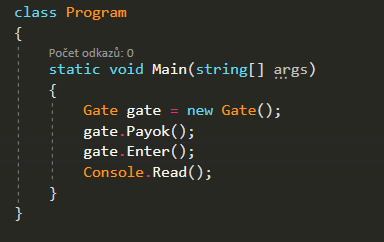 class Program
{
Počet odkazů: 0
static void Main(string[] args)
{
Gate gate = new Gate();
gate.Payok();
gate.Enter();
Console.Read();
}
}